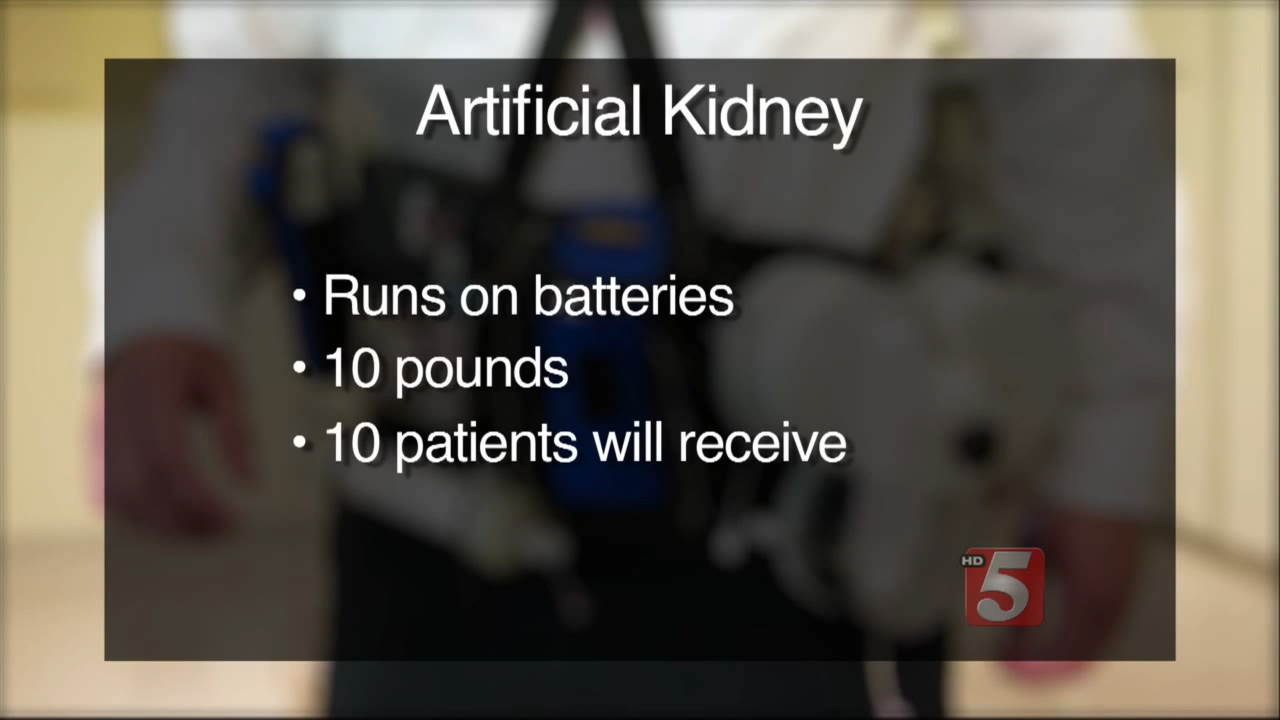 Artificial Kidney
• Runs on batteries
• 10 pounds
• 10 patients will receive
HD
5